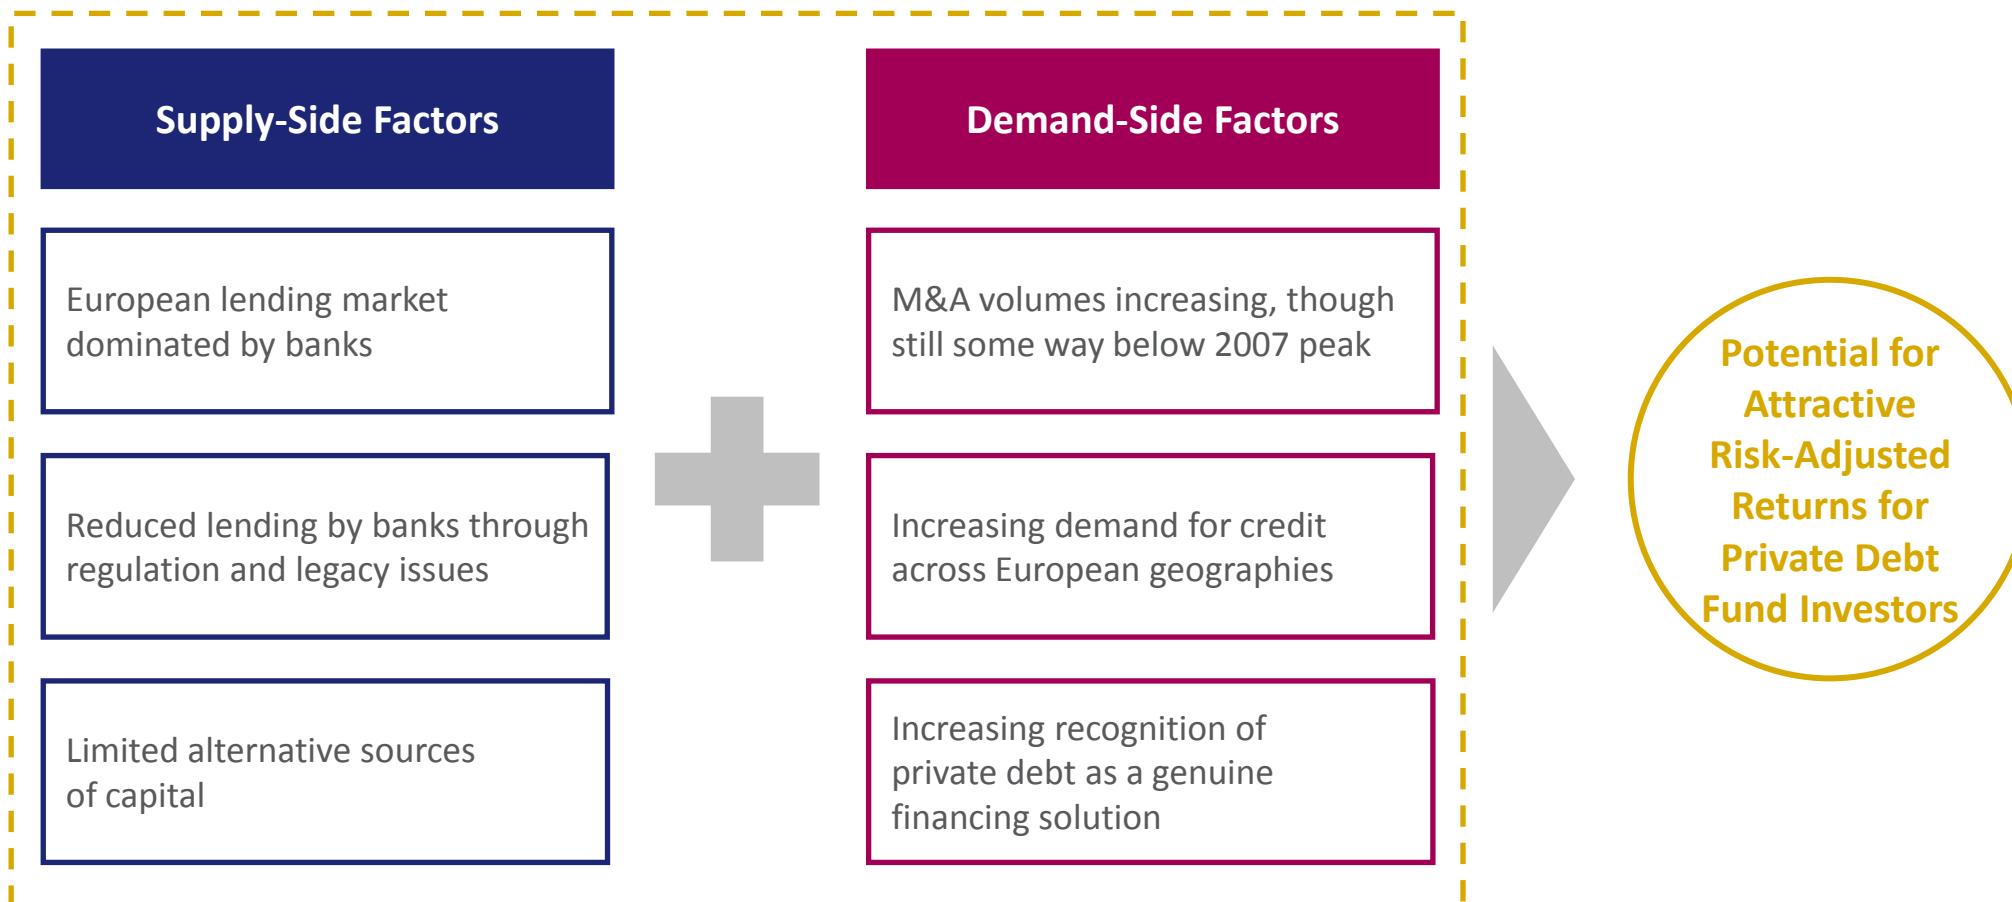 Supply-Side Factors
European lending market
dominated by banks
Reduced lending by banks through
regulation and legacy issues
Limited alternative sources
of capital
Demand-Side Factors
M&A volumes increasing, though
still some way below 2007 peak
Increasing demand for credit
across European geographies
Increasing recognition of
private debt as a genuine
financing solution
Potential for
Attractive
Risk-Adjusted
Returns for
Private Debt
Fund Investors